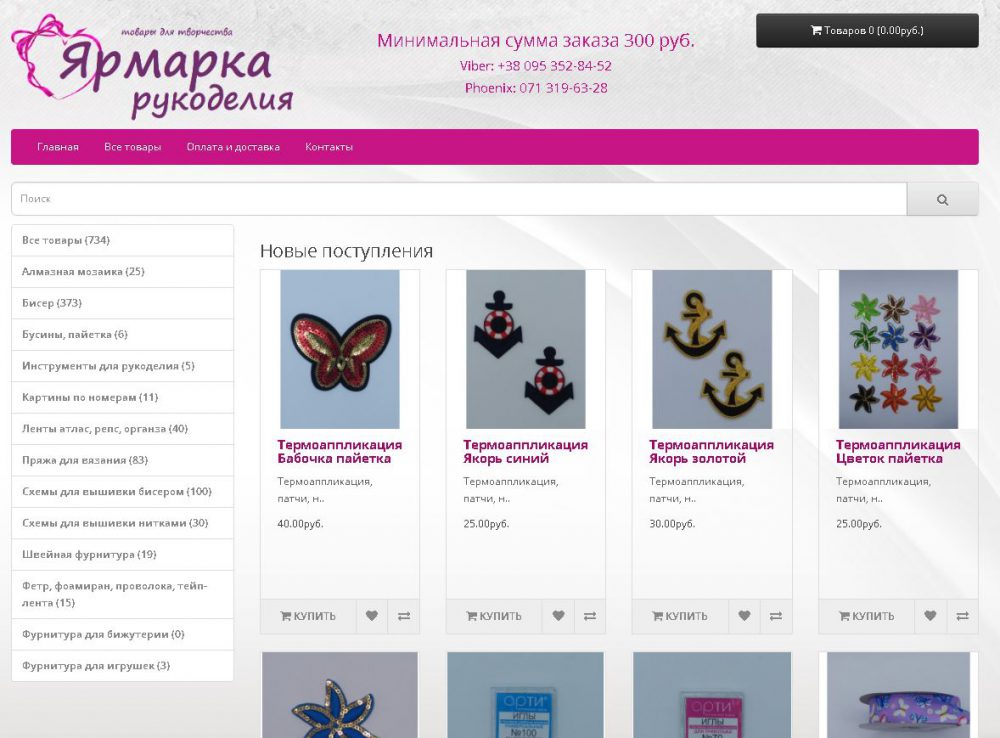 товары для творчества
Ярмарка
рукоделия
Минимальная сумма заказа 300 руб.
Viber: +38 095 352-84-52
Phoenix: 071 319-63-28
Товаров 0 (0.00руб.)
Главная Все товары Оплата и доставка Контакты
Поиск
Все товары (734)
Алмазная мозаика (25)
Бисер (373)
Бусины, пайетка (6)
Инструменты для рукоделия (5)
Картины по номерам (11)
Ленты атлас, репс, органза (40)
Пряжа для вязания (83)
Схемы для вышивки бисером (100)
Схемы для вышивки нитками (30)
Швейная фурнитура (19)
Фетр, фоамиран, проволока, тейп-
лента (15)
Фурнитура для бижутерии (0)
Фурнитура для игрушек (3)
Новые поступления
Термоаппликация
Бабочка пайетка
Термоаппликация,
патчи, н..
40.00руб.
КУПИТЬ
Термоаппликация
Якорь синий
Термоаппликация,
патчи, н..
25.00руб.
КУПИТЬ
Термоаппликация
Якорь золотой
Термоаппликация,
патчи, н..
30.00руб.
КУПИТЬ
Термоаппликация
Цветок пайетка
Термоаппликация,
патчи, н..
25.00руб.
КУПИТЬ
АРТИ
ИГЛЫ
№100
АРТИ
ИГЛЫ